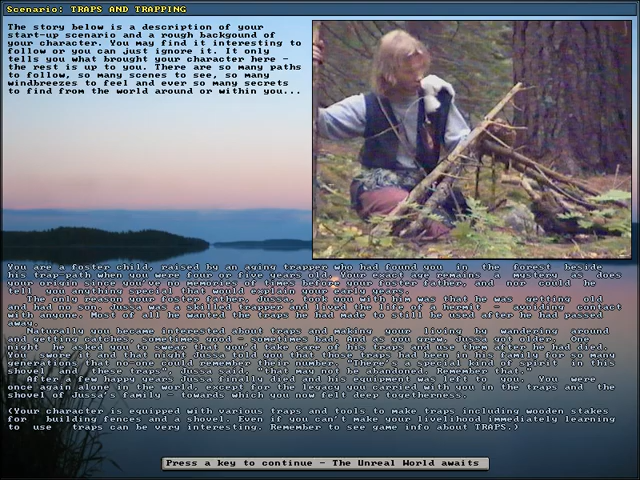 Scenario: TRAPS AND TRAPPING
The story below is a description of your
start-up scenario and a rough backgound of
your character. You may find it interesting to
follow or you can just ignore it. It only
tells you what brought your character here -
the rest is up to you. There are so many paths
to follow, so many scenes to see, so many
windbreezes to feel and ever so many secrets
to find from the world around or within you...
You are a foster child, raised by an aging trapper who had found you in the forest beside
his trap-path when you were four or five years old. Your exact age remains a mystery as does
your origin since you've no memories of times before your foster father, and nor could he
tell you anything special that would explain your early years.
The only reason your foster father, Jussa, took you with him was that he was getting old
and had no son. Jussa was a skilled trapper and lived the life of a hermit - avoiding contact
with anyone. Most of all he wanted the traps he had made to still be used after he had passed
away.
Naturally you became interested about traps and making your living by wandering around
and getting catches, sometimes good - sometimes bad. And as you grew, Jussa got older. One
night he asked you to swear that you'd take care of his traps and use them after he had died.
You swore it and that night Jussa told you that those traps had been in his family for so many
generations that no-one could remember their number. "There's a special kind of spirit in this
shovel and these traps", Jussa said, "that may not be abandoned. Remember that."
After a few happy years Jussa finally died and his equipment was left to you. You were
once again alone in the world, except for the legacy you carried with you in the traps and the
shovel of Jussa's family - towards which you now felt deep togetherness.
(Your character is equipped with various traps and tools to make traps including wooden stakes
for building fences and a shovel. Even if you can't make your livelihood immediately learning
to use traps can be very interesting. Remember to see game info about TRAPS.)
Press a key to continue - The Unreal World awaits